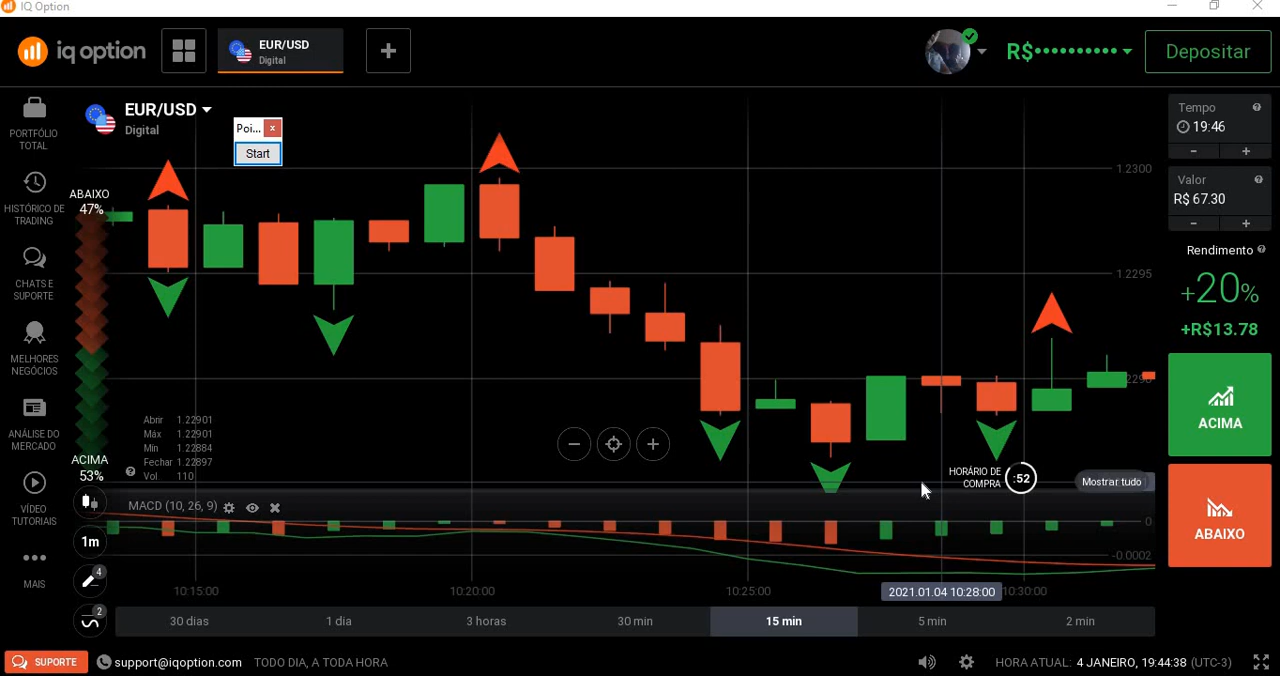 IQ Option
iq option
EUR/USD
Digital
R$••••••••••
Depositar
PORTFÓLIO
TOTAL
HISTÓRICO DE
TRADING
CHATS E
SUPORTE
MELHORES
NEGÓCIOS
ANÁLISE DO
MERCADO
VÍDEO
TUTORIAIS
MAIS
EUR/USD
Digital
Poi...
Start
ABAIXO
47%
ACIMA
53%
Abrir 1.22901
Máx 1.22901
Mín 1.22884
Fechar 1.22897
Vol. 110
1.2300
1.2295
HORÁRIO DE
COMPRA
:52
Mostrar tudo
MACD (10, 26, 9)
0
-0.0002
1m
4
2
10:15:00
10:20:00
10:25:00
2021.01.04 10:28:00
10:30:00
30 dias
1 dia
3 horas
30 min
15 min
5 min
2 min
Tempo
19:46
- +
Valor
R$ 67.30
- +
Rendimento
+20%
+R$13.78
ACIMA
ABAIXO
SUPORTE
support@iqoption.com
TODO DIA, A TODA HORA
HORA ATUAL: 4 JANEIRO, 19:44:38 (UTC-3)